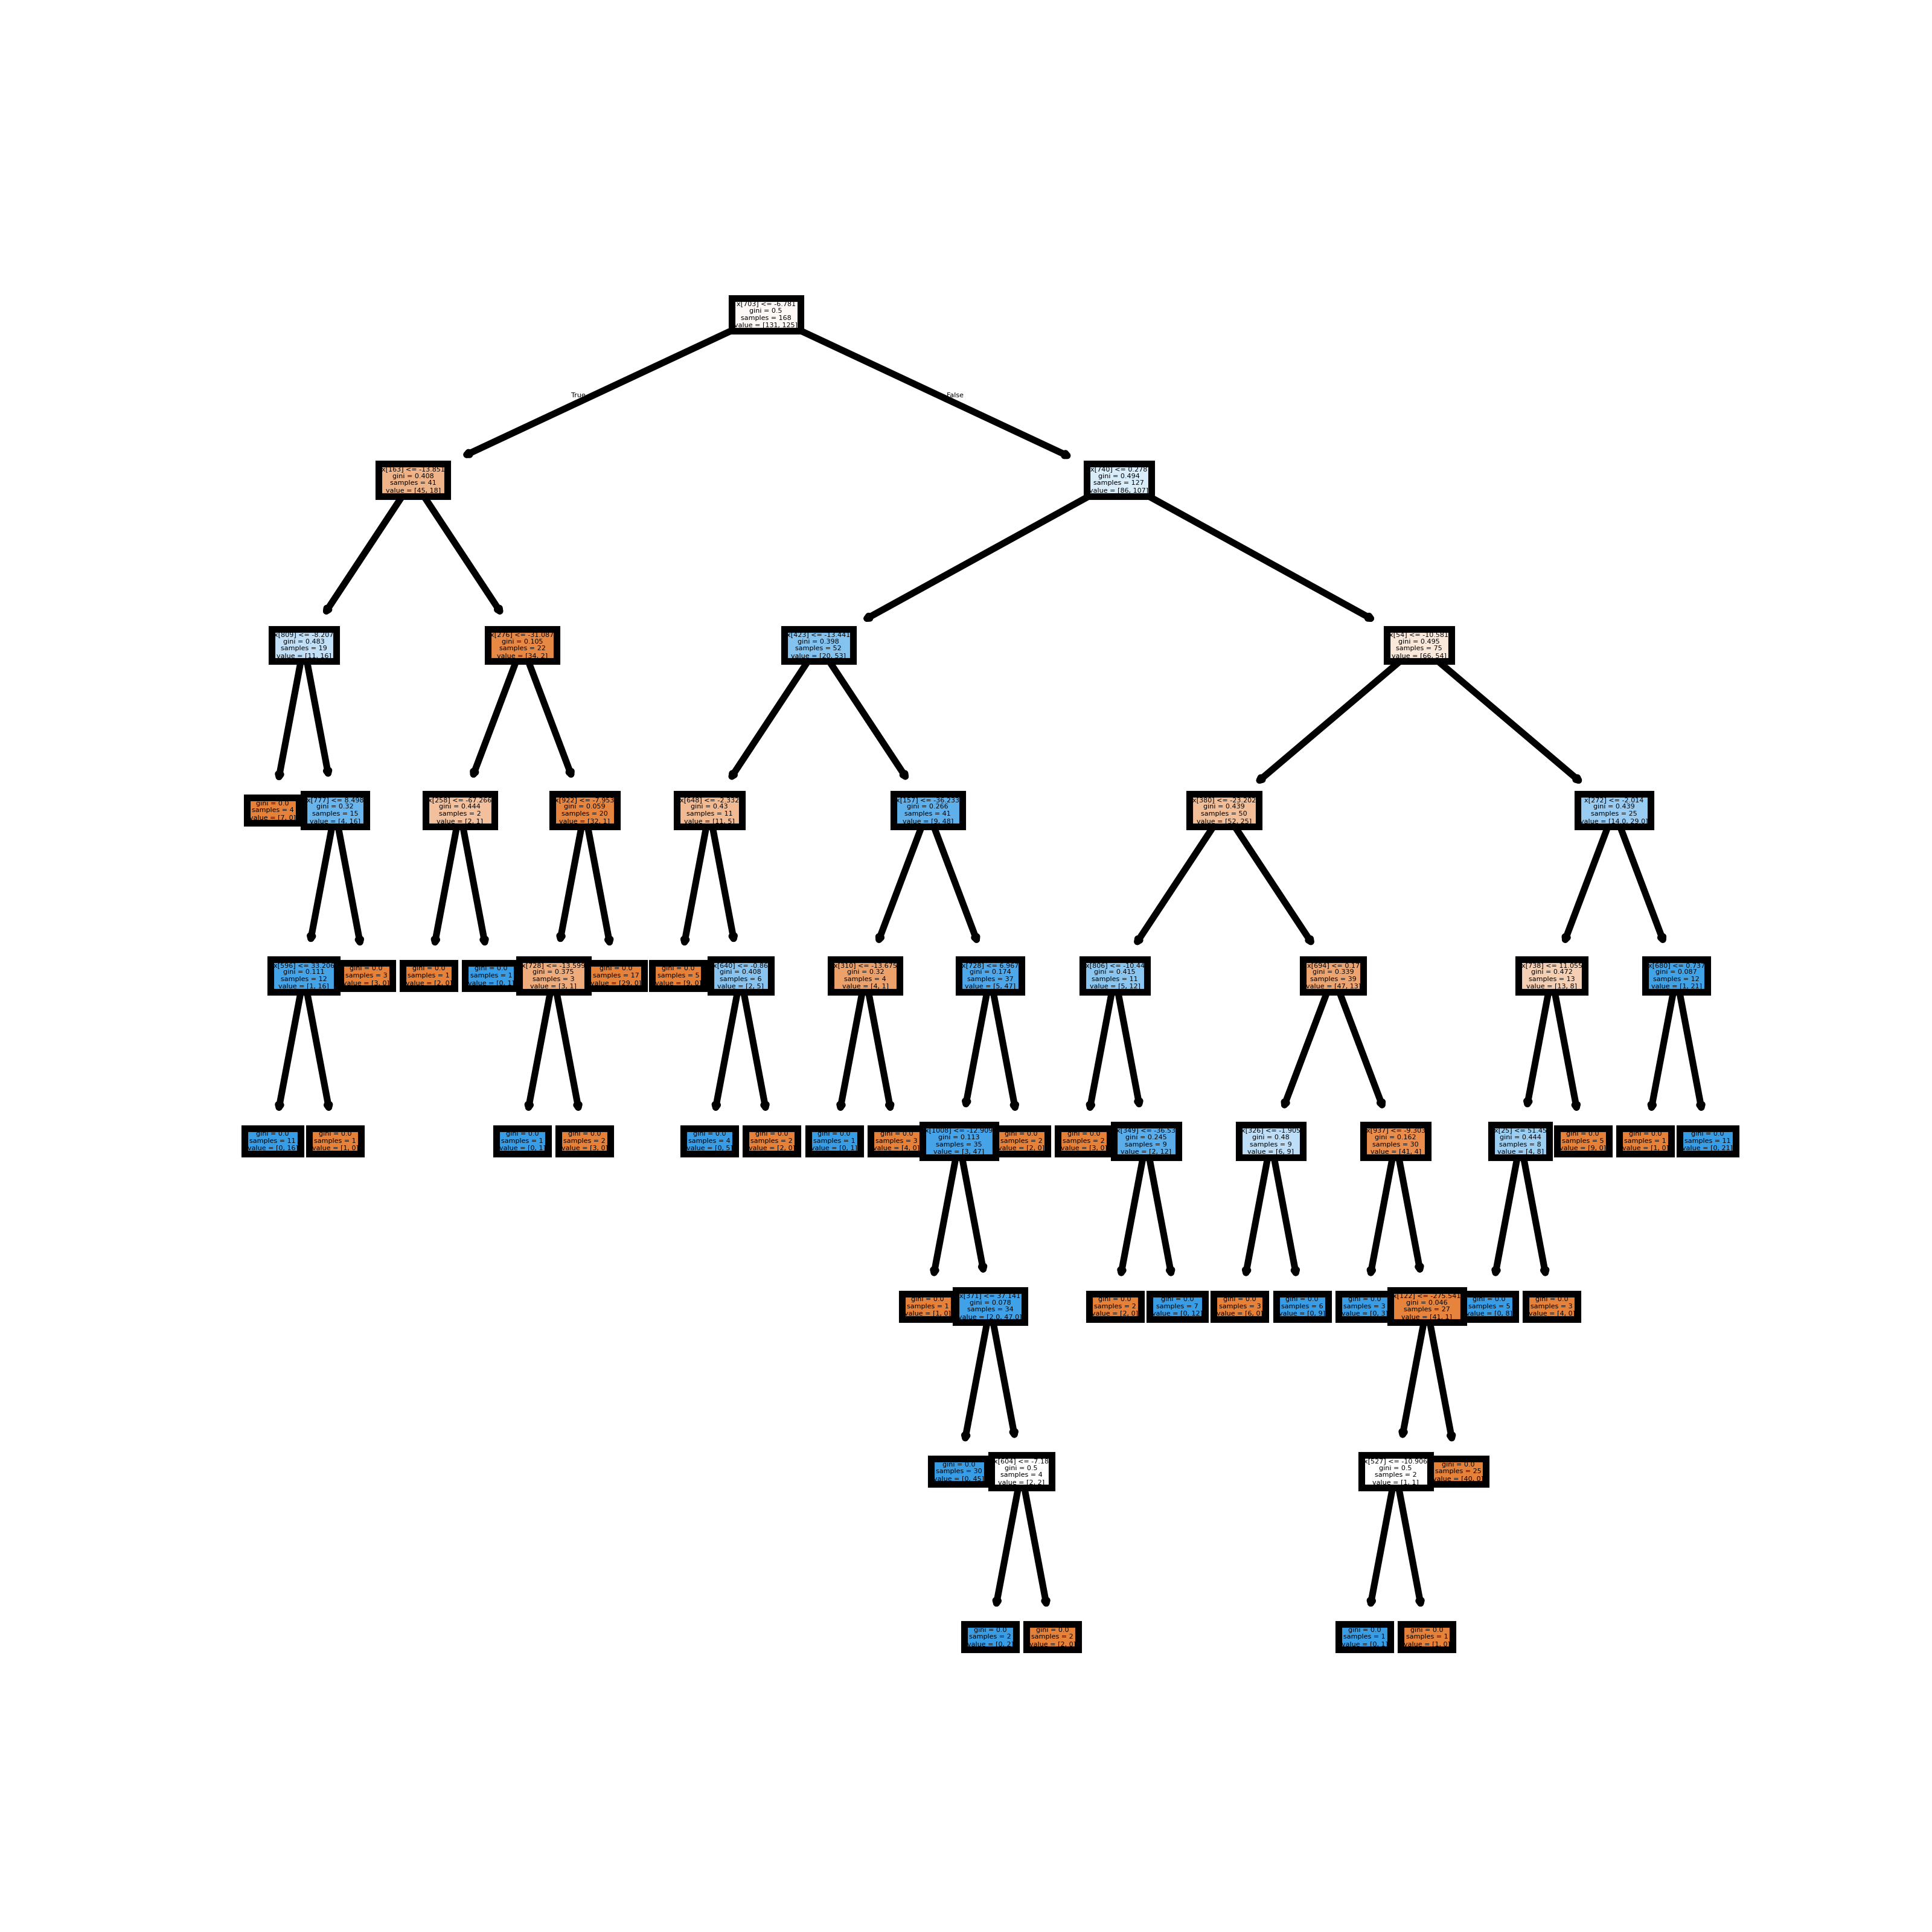 x[703] <= -6.781
gini = 0.5
samples = 168
value = [131, 125]
True
False
x[163] <= -13.851
gini = 0.408
samples = 41
value = [45, 18]
x[740] <= 0.278
gini = 0.494
samples = 127
value = [86, 107]
x[809] <= -8.207
gini = 0.483
samples = 19
value = [11, 16]
x[276] <= -31.087
gini = 0.105
samples = 22
value = [34, 2]
x[423] <= -13.441
gini = 0.398
samples = 52
value = [20, 53]
x[54] <= -10.581
gini = 0.495
samples = 75
value = [66, 54]
gini = 0.0
samples = 4
value = [7, 0]
x[777] <= 8.498
gini = 0.32
samples = 15
value = [4, 16]
x[258] <= -67.266
gini = 0.444
samples = 2
value = [2, 1]
x[922] <= -7.953
gini = 0.059
samples = 20
value = [32, 1]
x[648] <= -2.332
gini = 0.43
samples = 11
value = [11, 5]
x[157] <= -36.233
gini = 0.266
samples = 41
value = [9, 48]
x[380] <= -23.202
gini = 0.439
samples = 50
value = [52, 25]
x[272] <= -2.014
gini = 0.439
samples = 25
value = [14.0, 29.0]
x[596] <= 33.206
gini = 0.111
samples = 12
value = [1, 16]
gini = 0.0
samples = 3
value = [3, 0]
gini = 0.0
samples = 1
value = [2, 0]
gini = 0.0
samples = 1
value = [0, 1]
x[728] <= -13.599
gini = 0.375
samples = 3
value = [3, 1]
gini = 0.0
samples = 17
value = [29, 0]
gini = 0.0
samples = 5
value = [9, 0]
x[640] <= -0.86
gini = 0.408
samples = 6
value = [2, 5]
x[310] <= -13.675
gini = 0.32
samples = 4
value = [4, 1]
x[728] <= 6.967
gini = 0.174
samples = 37
value = [5, 47]
x[806] <= -10.44
gini = 0.415
samples = 11
value = [5, 12]
x[694] <= 0.17
gini = 0.339
samples = 39
value = [47, 13]
x[738] <= 11.055
gini = 0.472
samples = 13
value = [13, 8]
x[680] <= 0.737
gini = 0.087
samples = 12
value = [1, 21]
gini = 0.0
samples = 11
value = [0, 16]
gini = 0.0
samples = 1
value = [1, 0]
gini = 0.0
samples = 1
value = [0, 1]
gini = 0.0
samples = 2
value = [3, 0]
gini = 0.0
samples = 4
value = [0, 5]
gini = 0.0
samples = 2
value = [2, 0]
gini = 0.0
samples = 1
value = [0, 1]
gini = 0.0
samples = 3
value = [4, 0]
x[1008] <= -12.909
gini = 0.113
samples = 35
value = [3, 47]
gini = 0.0
samples = 2
value = [2, 0]
gini = 0.0
samples = 2
value = [3, 0]
x[349] <= -36.53
gini = 0.245
samples = 9
value = [2, 12]
x[326] <= -1.905
gini = 0.48
samples = 9
value = [6, 9]
x[937] <= -9.303
gini = 0.162
samples = 30
value = [41, 4]
x[25] <= 51.45
gini = 0.444
samples = 8
value = [4, 8]
gini = 0.0
samples = 5
value = [9, 0]
gini = 0.0
samples = 1
value = [1, 0]
gini = 0.0
samples = 11
value = [0, 21]
gini = 0.0
samples = 1
value = [1, 0]
x[371] <= 37.141
gini = 0.078
samples = 34
value = [2.0, 47.0]
gini = 0.0
samples = 2
value = [2, 0]
gini = 0.0
samples = 7
value = [0, 12]
gini = 0.0
samples = 3
value = [6, 0]
gini = 0.0
samples = 6
value = [0, 9]
gini = 0.0
samples = 3
value = [0, 3]
x[122] <= -275.541
gini = 0.046
samples = 27
value = [41, 1]
gini = 0.0
samples = 5
value = [0, 8]
gini = 0.0
samples = 3
value = [4, 0]
gini = 0.0
samples = 30
value = [0, 45]
x[604] <= -7.18
gini = 0.5
samples = 4
value = [2, 2]
x[527] <= -10.906
gini = 0.5
samples = 2
value = [1, 1]
gini = 0.0
samples = 25
value = [40, 0]
gini = 0.0
samples = 2
value = [0, 2]
gini = 0.0
samples = 2
value = [2, 0]
gini = 0.0
samples = 1
value = [0, 1]
gini = 0.0
samples = 1
value = [1, 0]